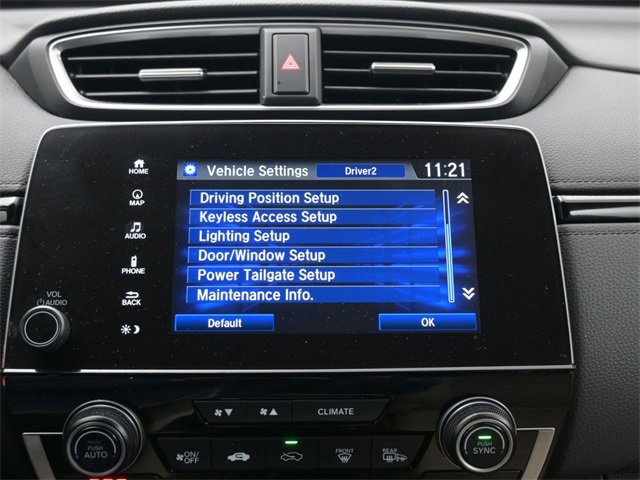 HOME
MAP
AUDIO
PHONE
BACK
VOL
AUDIO
Vehicle Settings Driver2 11:21
Driving Position Setup
Keyless Access Setup
Lighting Setup
Door/Window Setup
Power Tailgate Setup
Maintenance Info.
Default OK
CLIMATE
PUSH
AUTO
ON/
OFF
FRONT
REAR
PUSH
SYNC